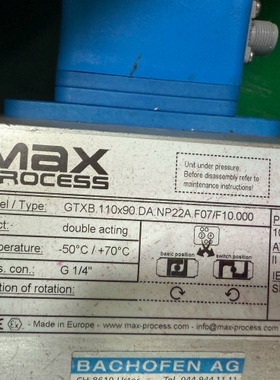 Unit under pressure!
Before disassembly refer to
maintenance instructions!
MAX
PROCESS
Type: GTXB.110x90.DA.NP22A.F07/F10.000
double acting
-50°C / +70°C
basic position switch position
con.: G 1/4"
of rotation:
Made in Europe - www.max-process.com - info@max-process.com
BACHOFEN AG